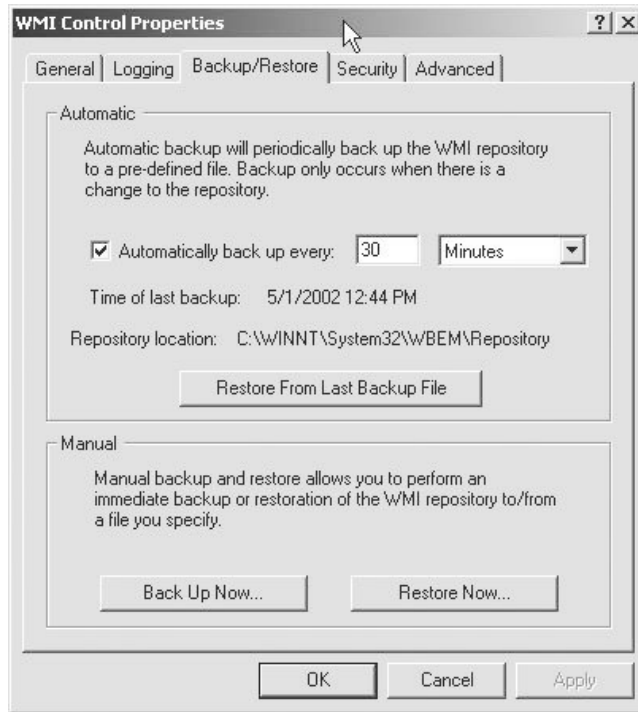 WMI Control Properties
General Logging Backup/Restore Security Advanced
Automatic
Automatic backup will periodically back up the WMI repository
to a pre-defined file. Backup only occurs when there is a
change to the repository.
Automatically back up every: 30 Minutes
Time of last backup: 5/1/2002 12:44 PM
Repository location: C:\WINNT\System32\WBEM\Repository
Restore From Last Backup File
Manual
Manual backup and restore allows you to perform an
immediate backup or restoration of the WMI repository to/from
a file you specify.
Back Up Now... Restore Now...
OK Cancel Apply